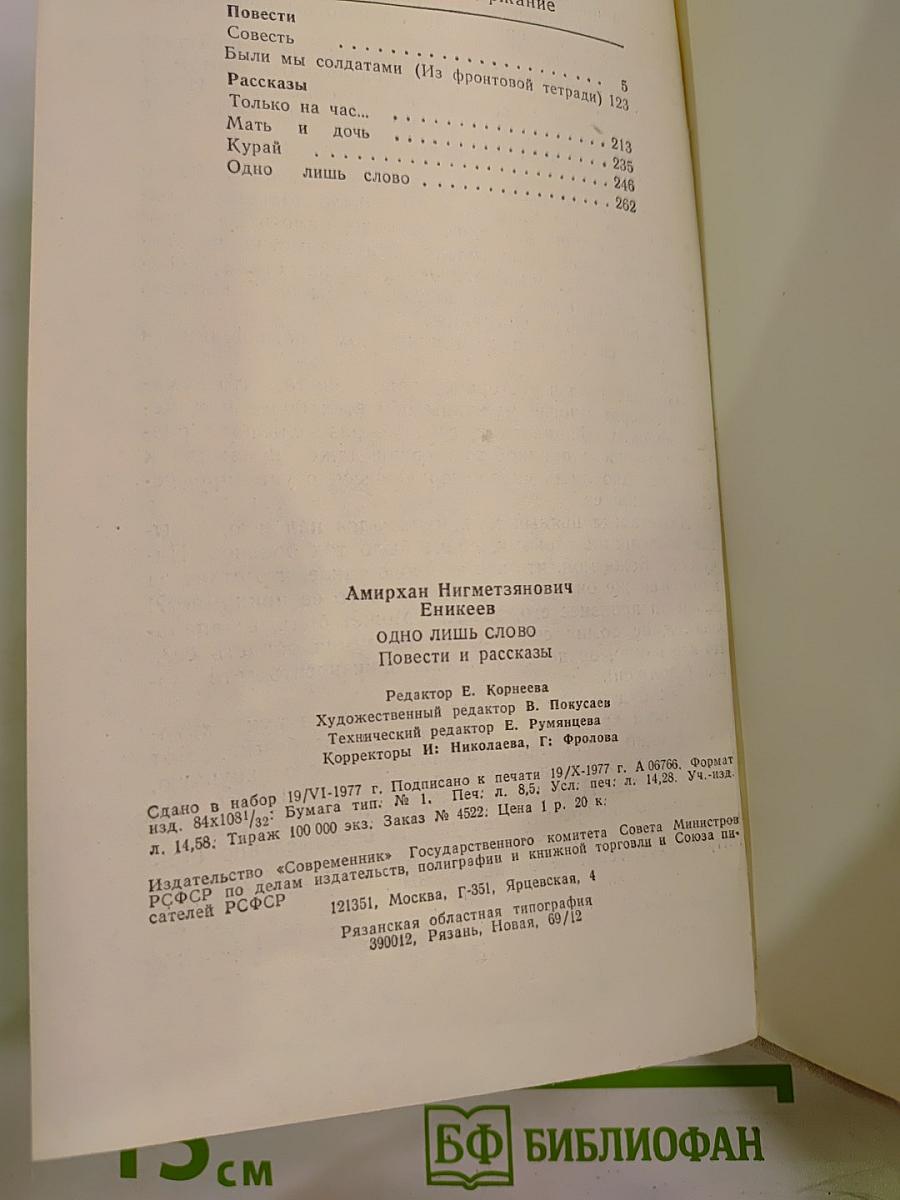 Повести
Совесть . . . . . . . . . . . . . . . . . . . . 5
Были мы солдатами (Из фронтовой тетради) 123
Рассказы
Только на час... . . . . . . . . . . . . . . . . 213
Мать и дочь . . . . . . . . . . . . . . . . 235
Курай . . . . . . . . . . . . . . . . . . . . 246
Одно лишь слово . . . . . . . . . . . . . . . 262
Амирхан Нигметзянович
Еникеев
ОДНО ЛИШЬ СЛОВО
Повести и рассказы
Редактор Е. Корнеева
Художественный редактор В. Покусаев
Технический редактор Е. Румянцева
Корректоры И: Николаева, Г: Фролова
Сдано в набор 19/VI-1977 г. Подписано к печати 19/X-1977 г. А 06766. Формат
изд. 84х108¹/₃₂: Бумага тип. № 1. Печ: л. 8,5: Усл: печ: л. 14,28. Уч.-изд.
л. 14,58: Тираж 100 000 экз: Заказ № 4522: Цена 1 р. 20 к:
Издательство «Современник» Государственного комитета Совета Министров
РСФСР по делам издательств, полиграфии и книжной торговли и Союза пи-
сателей РСФСР
121351, Москва, Г-351, Ярцевская, 4
Рязанская областная типография
390012, Рязань, Новая, 69/12
15 см
БФ БИБЛИОФАН